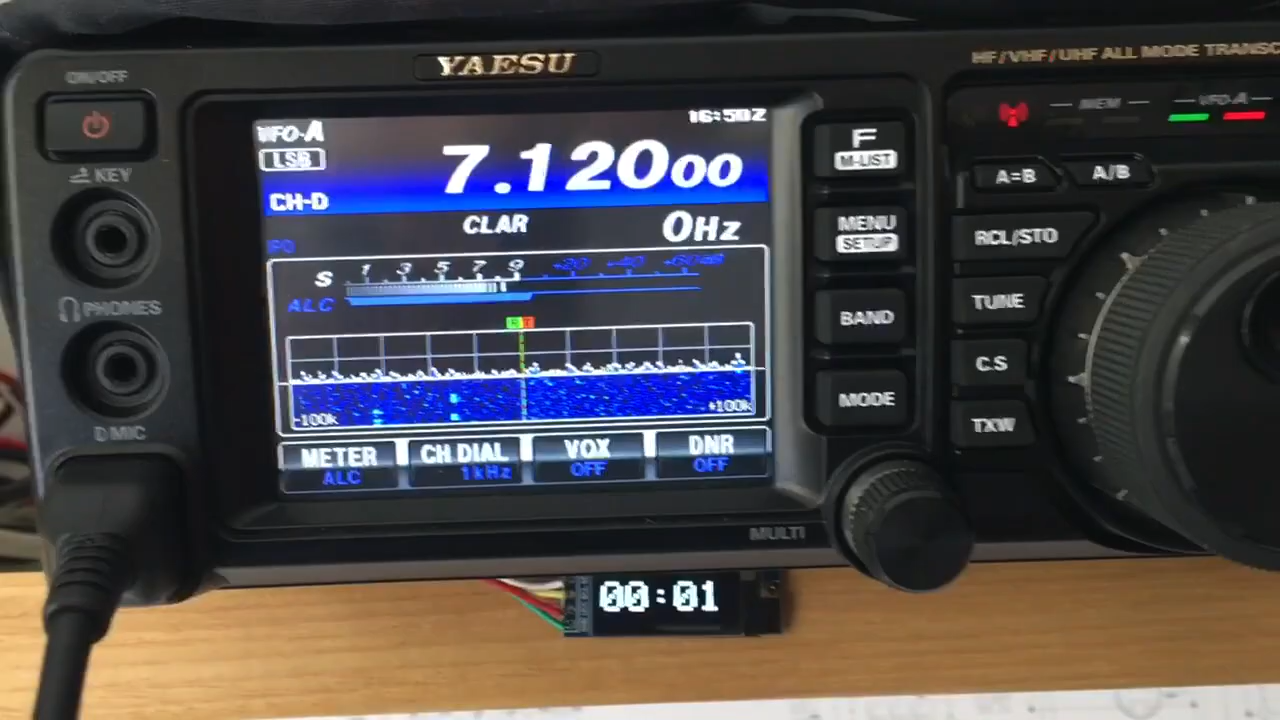 YAESU
HF/VHF/UHF ALL MODE TRANSC
ON/OFF
KEY
PHONES
MIC
VFO-A
16:50Z
LSB
7.12000
CH-D
CLAR
0Hz
IPO
S 1 3 5 7 9 +20 +40 +60dB
ALC
R T
-100k
+100k
METER
ALC
CH DIAL
1kHz
VOX
OFF
DNR
OFF
MULTI
F
M-LIST
MENU
SETUP
BAND
MODE
MEM
VFO-A
A=B
A/B
RCL/STO
TUNE
C.S
TXW
00:01